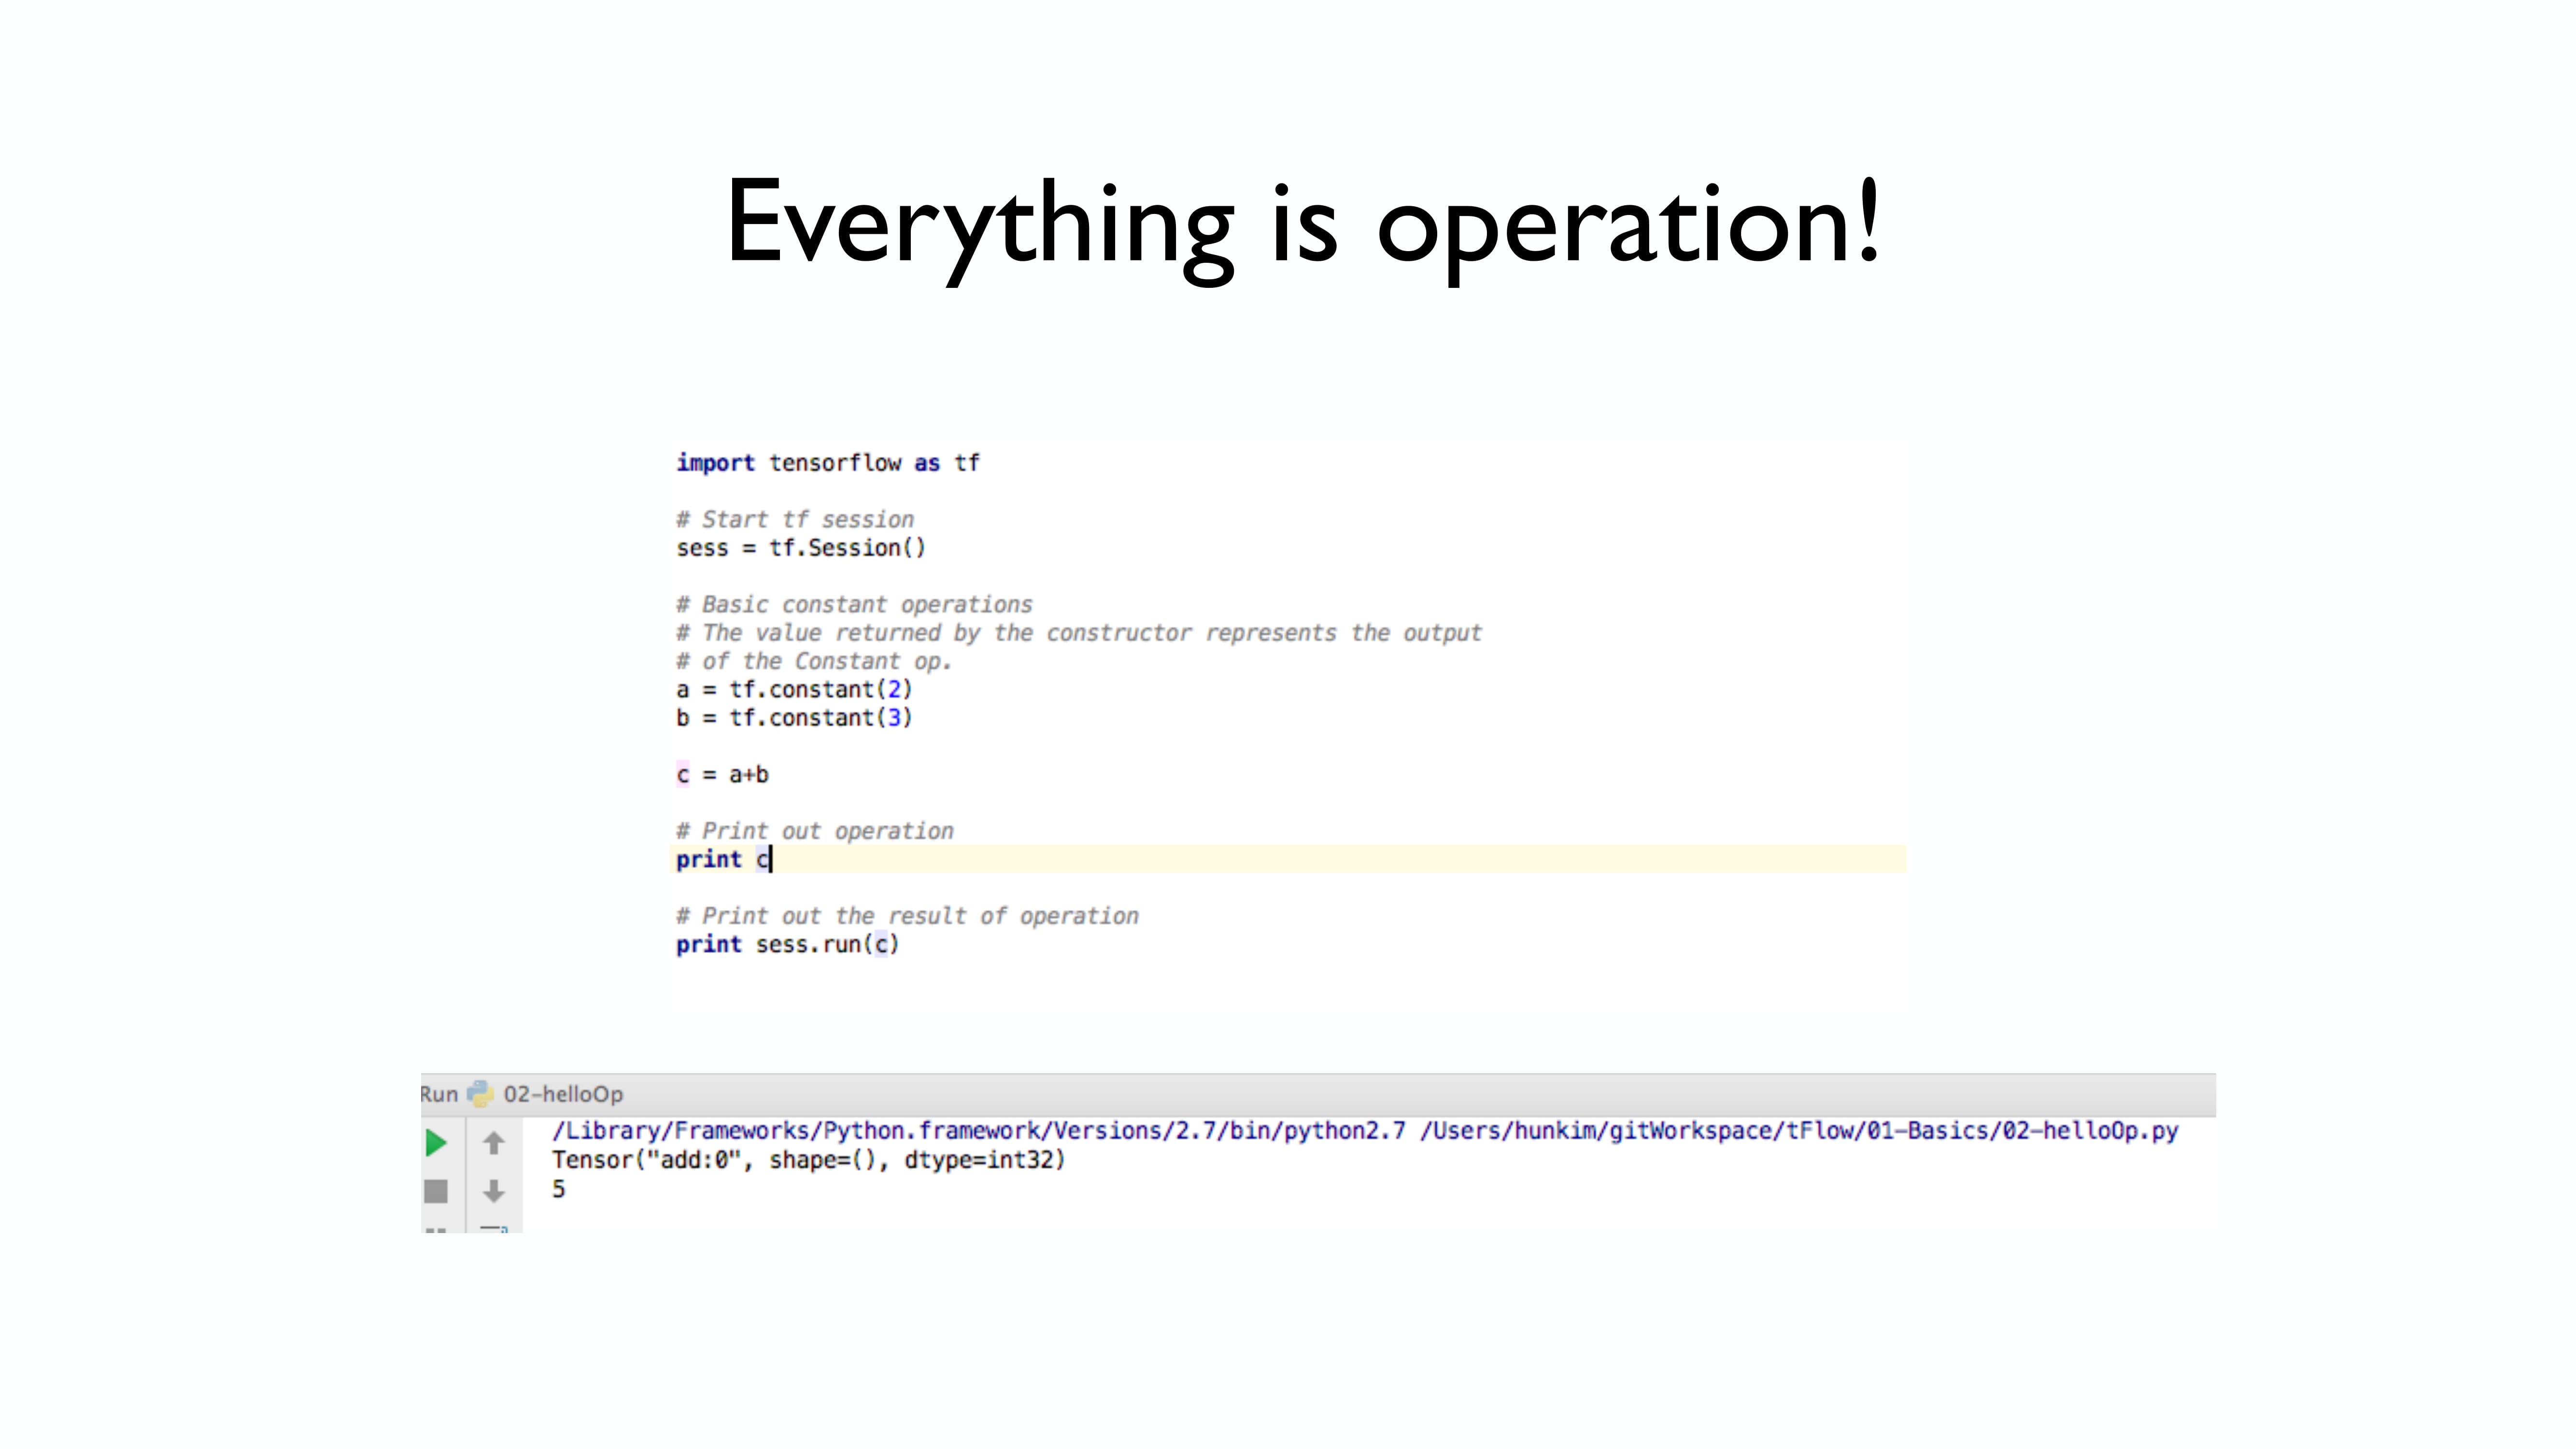 Everything is operation!
import tensorflow as tf
# Start tf session
sess = tf.Session()
# Basic constant operations
# The value returned by the constructor represents the output
# of the Constant op.
a = tf.constant(2)
b = tf.constant(3)
c = a+b
# Print out operation
print c
# Print out the result of operation
print sess.run(c)
Run 02-helloOp
/Library/Frameworks/Python.framework/Versions/2.7/bin/python2.7 /Users/hunkim/gitWorkspace/tFlow/01-Basics/02-helloOp.py
Tensor("add:0", shape=(), dtype=int32)
5